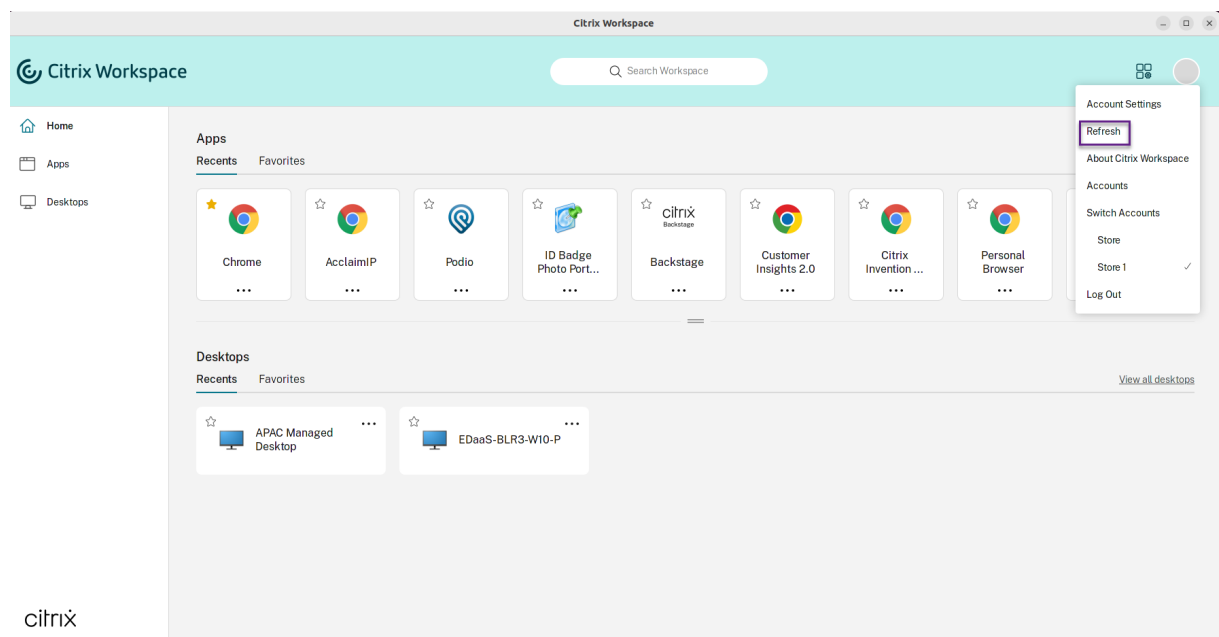 Citrix Workspace
Citrix Workspace
Search Workspace
Account Settings
Refresh
About Citrix Workspace
Accounts
Switch Accounts
Store
Store 1
Log Out
Home
Apps
Desktops
Apps
Recents Favorites
Chrome
AcclaimIP
Podio
ID Badge
Photo Port...
citrix
Backstage
Backstage
Customer
Insights 2.0
Citrix
Invention ...
Personal
Browser
Desktops
Recents Favorites
View all desktops
APAC Managed
Desktop
EDaaS-BLR3-W10-P
citrix